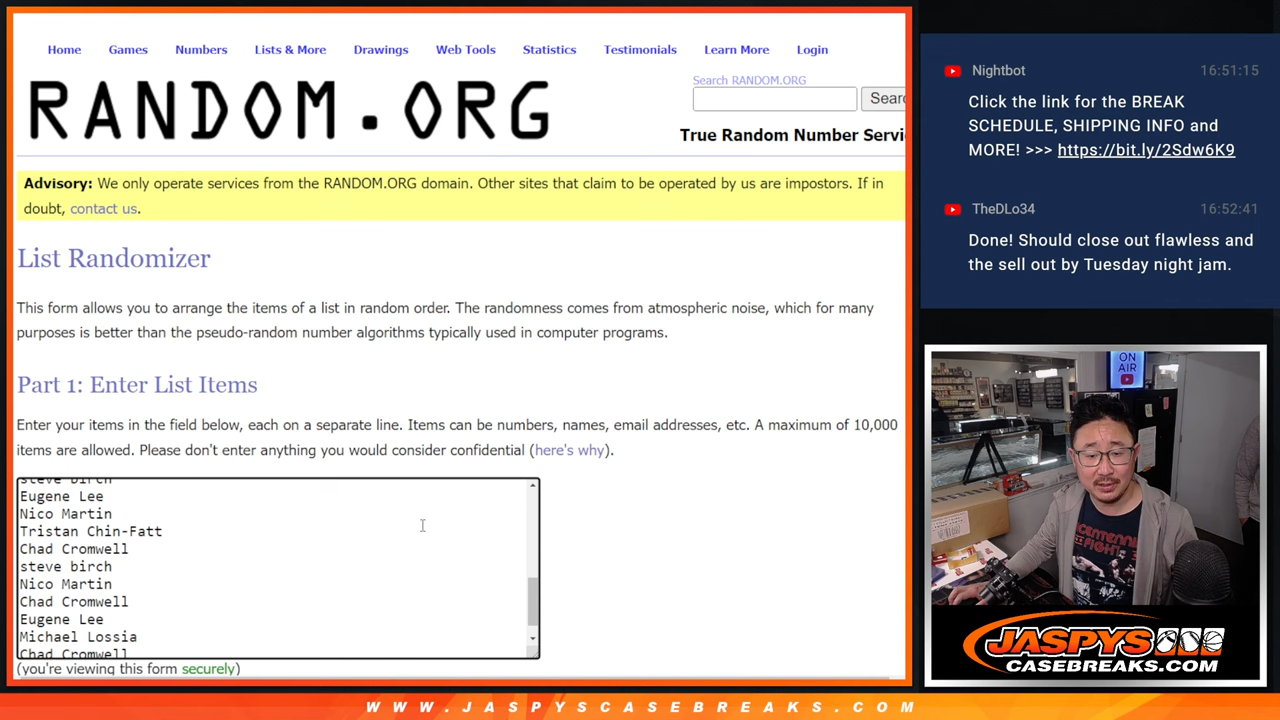 Home Games Numbers Lists & More Drawings Web Tools Statistics Testimonials Learn More Login
RANDOM.ORG
Search RANDOM.ORG
Searc
True Random Number Servi
Advisory: We only operate services from the RANDOM.ORG domain. Other sites that claim to be operated by us are impostors. If in
doubt, contact us.
List Randomizer
This form allows you to arrange the items of a list in random order. The randomness comes from atmospheric noise, which for many
purposes is better than the pseudo-random number algorithms typically used in computer programs.
Part 1: Enter List Items
Enter your items in the field below, each on a separate line. Items can be numbers, names, email addresses, etc. A maximum of 10,000
items are allowed. Please don't enter anything you would consider confidential (here's why).
steve birch
Eugene Lee
Nico Martin
Tristan Chin-Fatt
Chad Cromwell
steve birch
Nico Martin
Chad Cromwell
Eugene Lee
Michael Lossia
Chad Cromwell
(you're viewing this form securely)
Nightbot 16:51:15
Click the link for the BREAK
SCHEDULE, SHIPPING INFO and
MORE! >>> https://bit.ly/2Sdw6K9
TheDLo34 16:52:41
Done! Should close out flawless and
the sell out by Tuesday night jam.
ON
AIR
JASPYS
CASEBREAKS.COM
WWW.JASPYSCASEBREAKS.COM